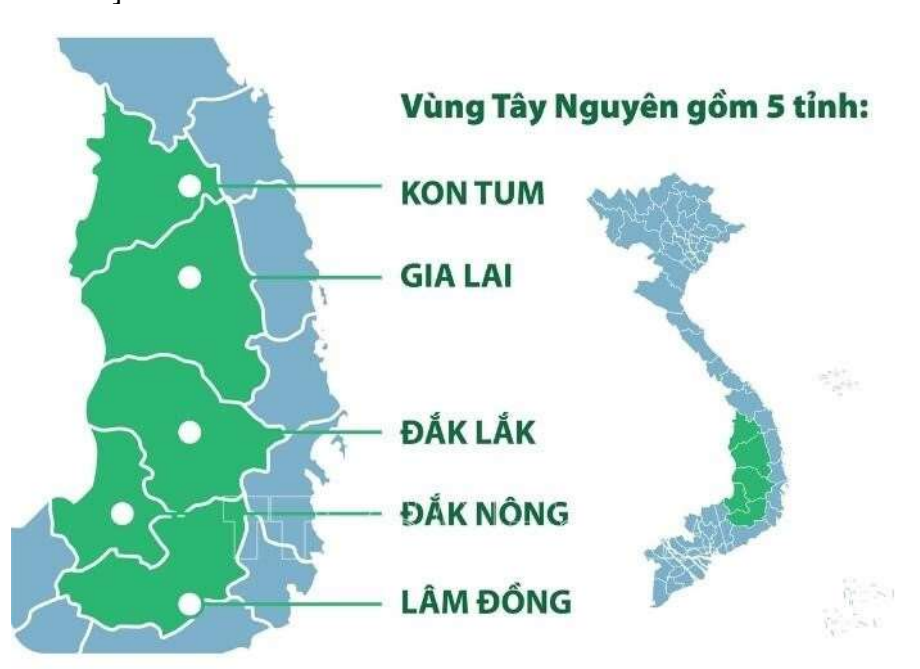 Vùng Tây Nguyên gồm 5 tỉnh:
KON TUM
GIA LAI
ĐẮK LẮK
ĐẮK NÔNG
LÂM ĐỒNG